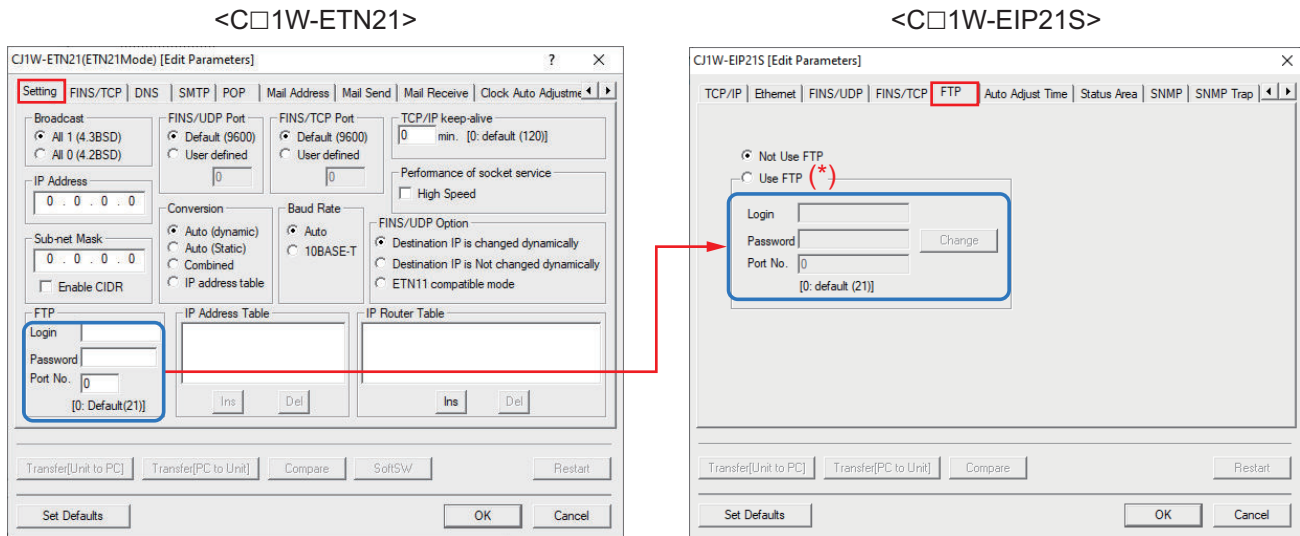 <C□1W-ETN21>
CJ1W-ETN21(ETN21Mode) [Edit Parameters] ? ×
Setting FINS/TCP DNS SMTP POP Mail Address Mail Send Mail Receive Clock Auto Adjustme
Broadcast
All 1 (4.3BSD)
All 0 (4.2BSD)
FINS/UDP Port
Default (9600)
User defined
0
FINS/TCP Port
Default (9600)
User defined
0
TCP/IP keep-alive
0 min. [0: default (120)]
Performance of socket service
High Speed
IP Address
0 . 0 . 0 . 0
Sub-net Mask
0 . 0 . 0 . 0
Enable CIDR
Conversion
Auto (dynamic)
Auto (Static)
Combined
IP address table
Baud Rate
Auto
10BASE-T
FINS/UDP Option
Destination IP is changed dynamically
Destination IP is Not changed dynamically
ETN11 compatible mode
FTP
Login
Password
Port No. 0
[0: Default(21)]
IP Address Table
Ins Del
IP Router Table
Ins Del
Transfer[Unit to PC] Transfer[PC to Unit] Compare SoftSW Restart
Set Defaults OK Cancel
<C□1W-EIP21S>
CJ1W-EIP21S [Edit Parameters] ×
TCP/IP Ethernet FINS/UDP FINS/TCP FTP Auto Adjust Time Status Area SNMP SNMP Trap
Not Use FTP
Use FTP (*)
Login
Password Change
Port No. 0
[0: default (21)]
Transfer[Unit to PC] Transfer[PC to Unit] Compare Restart
Set Defaults OK Cancel